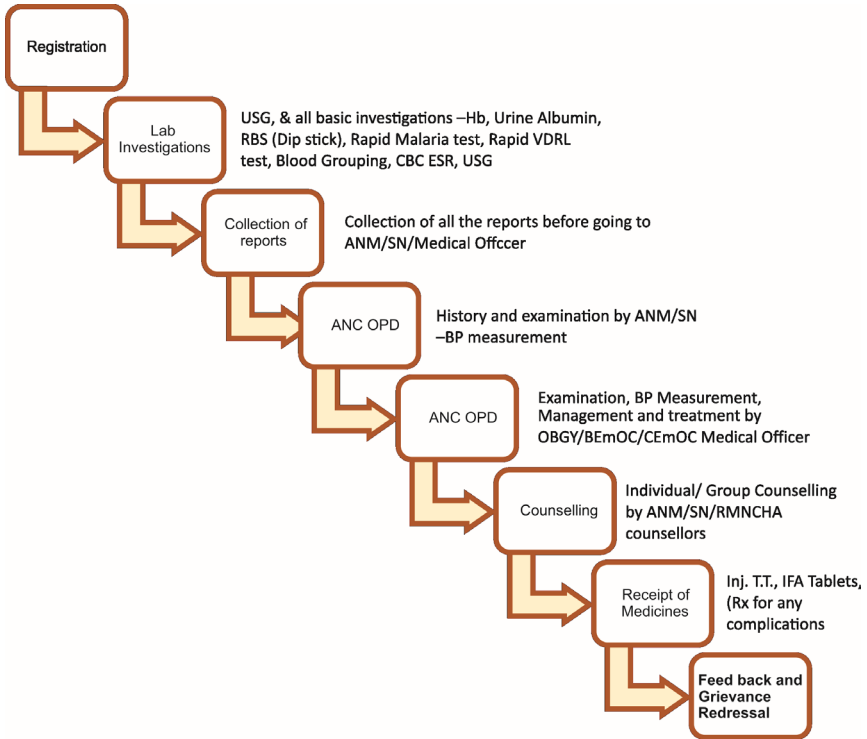 Registration
Lab
Investigations
USG, & all basic investigations –Hb, Urine Albumin,
RBS (Dip stick), Rapid Malaria test, Rapid VDRL
test, Blood Grouping, CBC ESR, USG
Collection of
reports
Collection of all the reports before going to
ANM/SN/Medical Offccer
ANC OPD
History and examination by ANM/SN
–BP measurement
ANC OPD
Examination, BP Measurement,
Management and treatment by
OBGY/BEmOC/CEmOC Medical Officer
Counselling
Individual/ Group Counselling
by ANM/SN/RMNCHA
counsellors
Receipt of
Medicines
Inj. T.T., IFA Tablets,
(Rx for any
complications
Feed back and
Grievance
Redressal